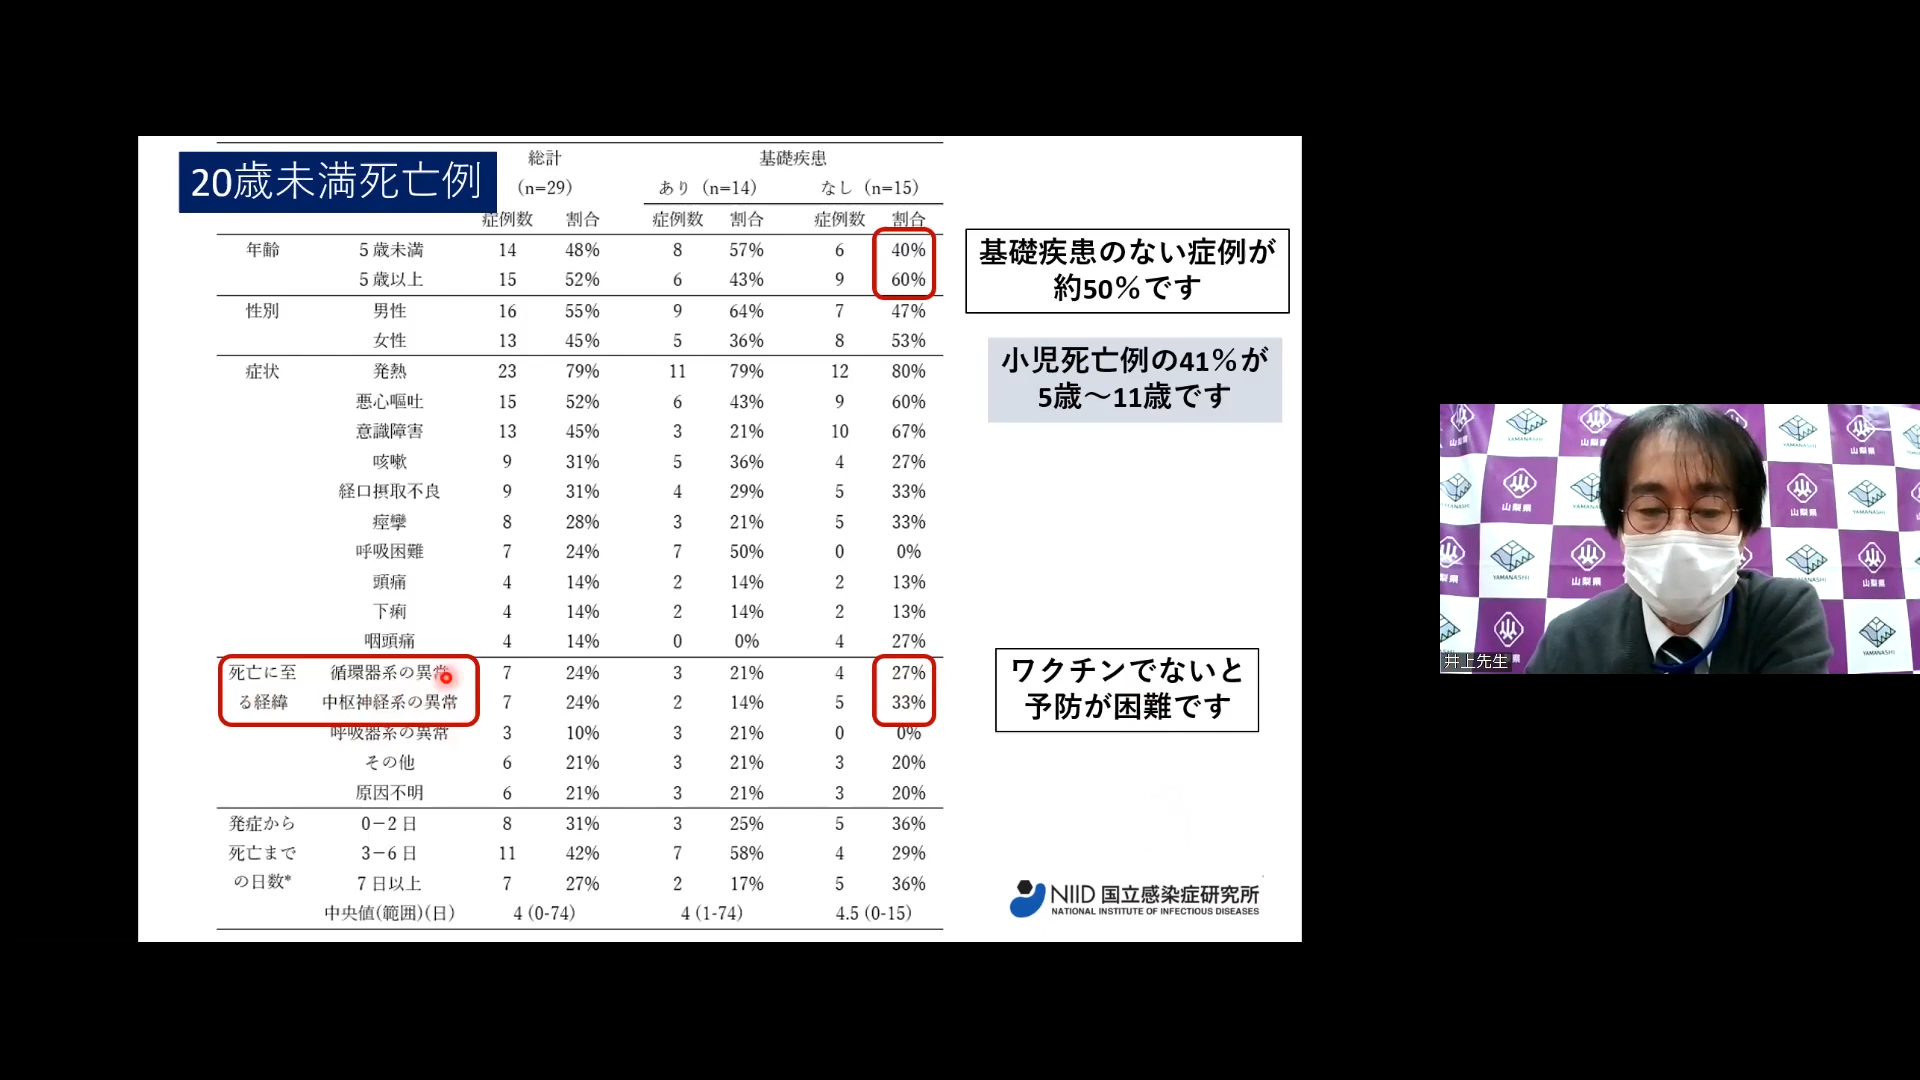 20歳未満死亡例
総計 基礎疾患
(n=29) あり (n=14) なし (n=15)
症例数 割合 症例数 割合 症例数 割合
年齢 5歳未満 14 48% 8 57% 6 40%
5歳以上 15 52% 6 43% 9 60%
性別 男性 16 55% 9 64% 7 47%
女性 13 45% 5 36% 8 53%
症状 発熱 23 79% 11 79% 12 80%
悪心嘔吐 15 52% 6 43% 9 60%
意識障害 13 45% 3 21% 10 67%
咳嗽 9 31% 5 36% 4 27%
経口摂取不良 9 31% 4 29% 5 33%
痙攣 8 28% 3 21% 5 33%
呼吸困難 7 24% 7 50% 0 0%
頭痛 4 14% 2 14% 2 13%
下痢 4 14% 2 14% 2 13%
咽頭痛 4 14% 0 0% 4 27%
死亡に至 循環器系の異常 7 24% 3 21% 4 27%
る経緯 中枢神経系の異常 7 24% 2 14% 5 33%
呼吸器系の異常 3 10% 3 21% 0 0%
その他 6 21% 3 21% 3 20%
原因不明 6 21% 3 21% 3 20%
発症から 0−2日 8 31% 3 25% 5 36%
死亡まで 3−6日 11 42% 7 58% 4 29%
の日数* 7日以上 7 27% 2 17% 5 36%
中央値(範囲)(日) 4 (0-74) 4 (1-74) 4.5 (0-15)
基礎疾患のない症例が
約50%です
小児死亡例の41%が
5歳〜11歳です
ワクチンでないと
予防が困難です
NIID 国立感染症研究所
NATIONAL INSTITUTE OF INFECTIOUS DISEASES
山梨県
YAMANASHI
井上先生